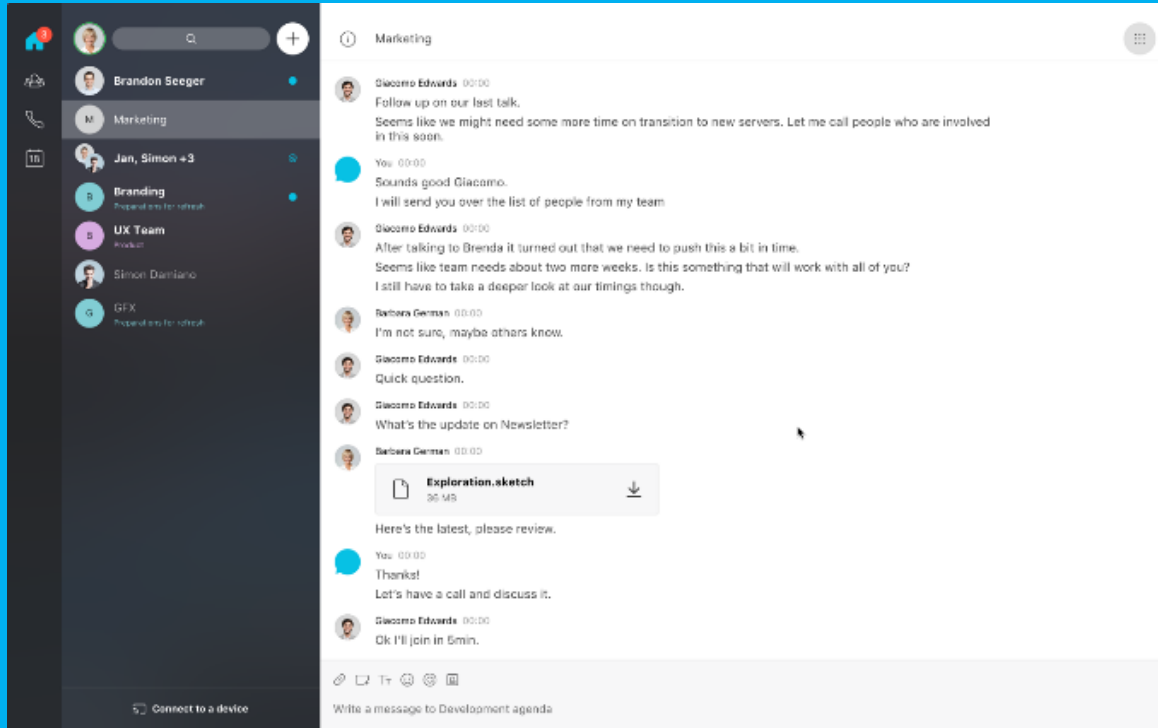 3
Brandon Seeger
M
Marketing
Jan, Simon +3
B
Branding
Preparations for refresh
S
UX Team
Product
Simon Damiano
G
GFX
Preparations for refresh
Connect to a device
Marketing
Giacomo Edwards 00:00
Follow up on our last talk.
Seems like we might need some more time on transition to new servers. Let me call people who are involved
in this soon.
You 00:00
Sounds good Giacomo.
I will send you over the list of people from my team
Giacomo Edwards 00:00
After talking to Brenda it turned out that we need to push this a bit in time.
Seems like team needs about two more weeks. Is this something that will work with all of you?
I still have to take a deeper look at our timings though.
Barbara German 00:00
I'm not sure, maybe others know.
Giacomo Edwards 00:00
Quick question.
Giacomo Edwards 00:00
What's the update on Newsletter?
Barbara German 00:00
Exploration.sketch
36 MB
Here's the latest, please review.
You 00:00
Thanks!
Let's have a call and discuss it.
Giacomo Edwards 00:00
Ok I'll join in 5min.
Tт
Write a message to Development agenda